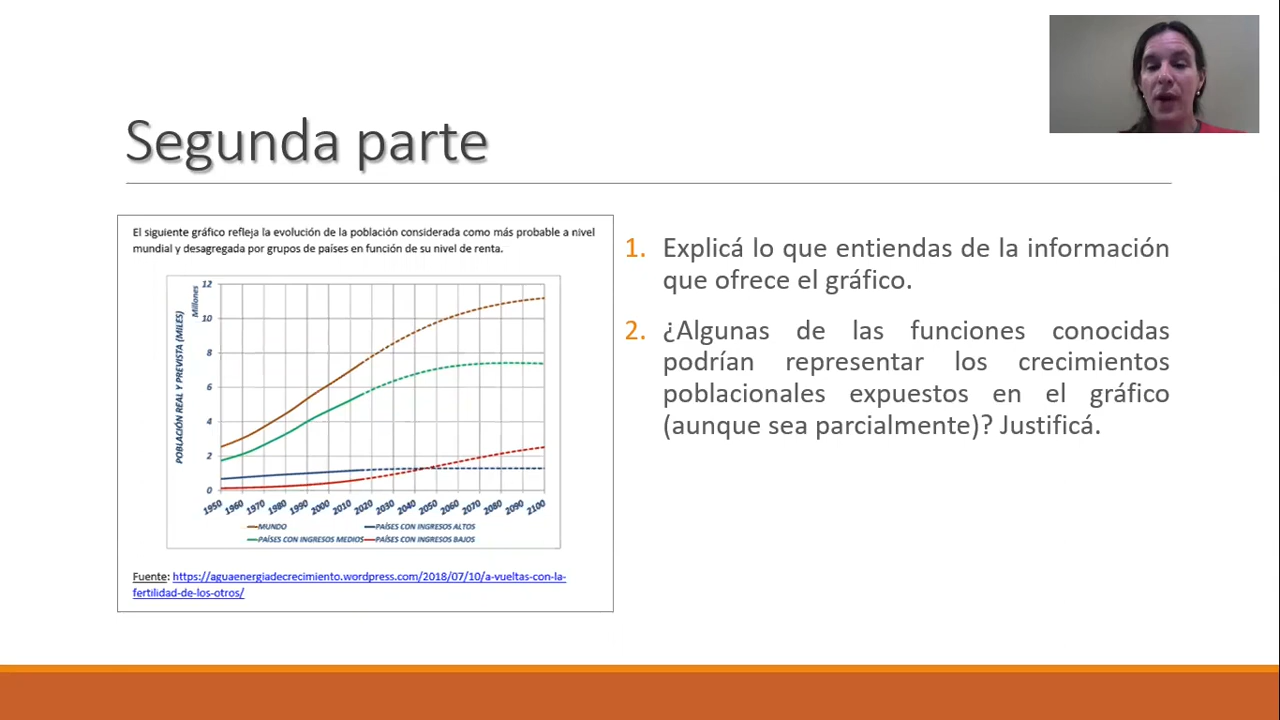 Segunda parte
El siguiente gráfico refleja la evolución de la población considerada como más probable a nivel
mundial y desagregada por grupos de países en función de su nivel de renta.
POBLACIÓN REAL Y PREVISTA (MILES)
Millones
12
10
8
6
4
2
0
1950 1960 1970 1980 1990 2000 2010 2020 2030 2040 2050 2060 2070 2080 2090 2100
MUNDO PAÍSES CON INGRESOS ALTOS
PAÍSES CON INGRESOS MEDIOS PAÍSES CON INGRESOS BAJOS
Fuente: https://aguaenergiadecrecimiento.wordpress.com/2018/07/10/a-vueltas-con-la-
fertilidad-de-los-otros/
1. Explicá lo que entiendas de la información
que ofrece el gráfico.
2. ¿Algunas de las funciones conocidas
podrían representar los crecimientos
poblacionales expuestos en el gráfico
(aunque sea parcialmente)? Justificá.